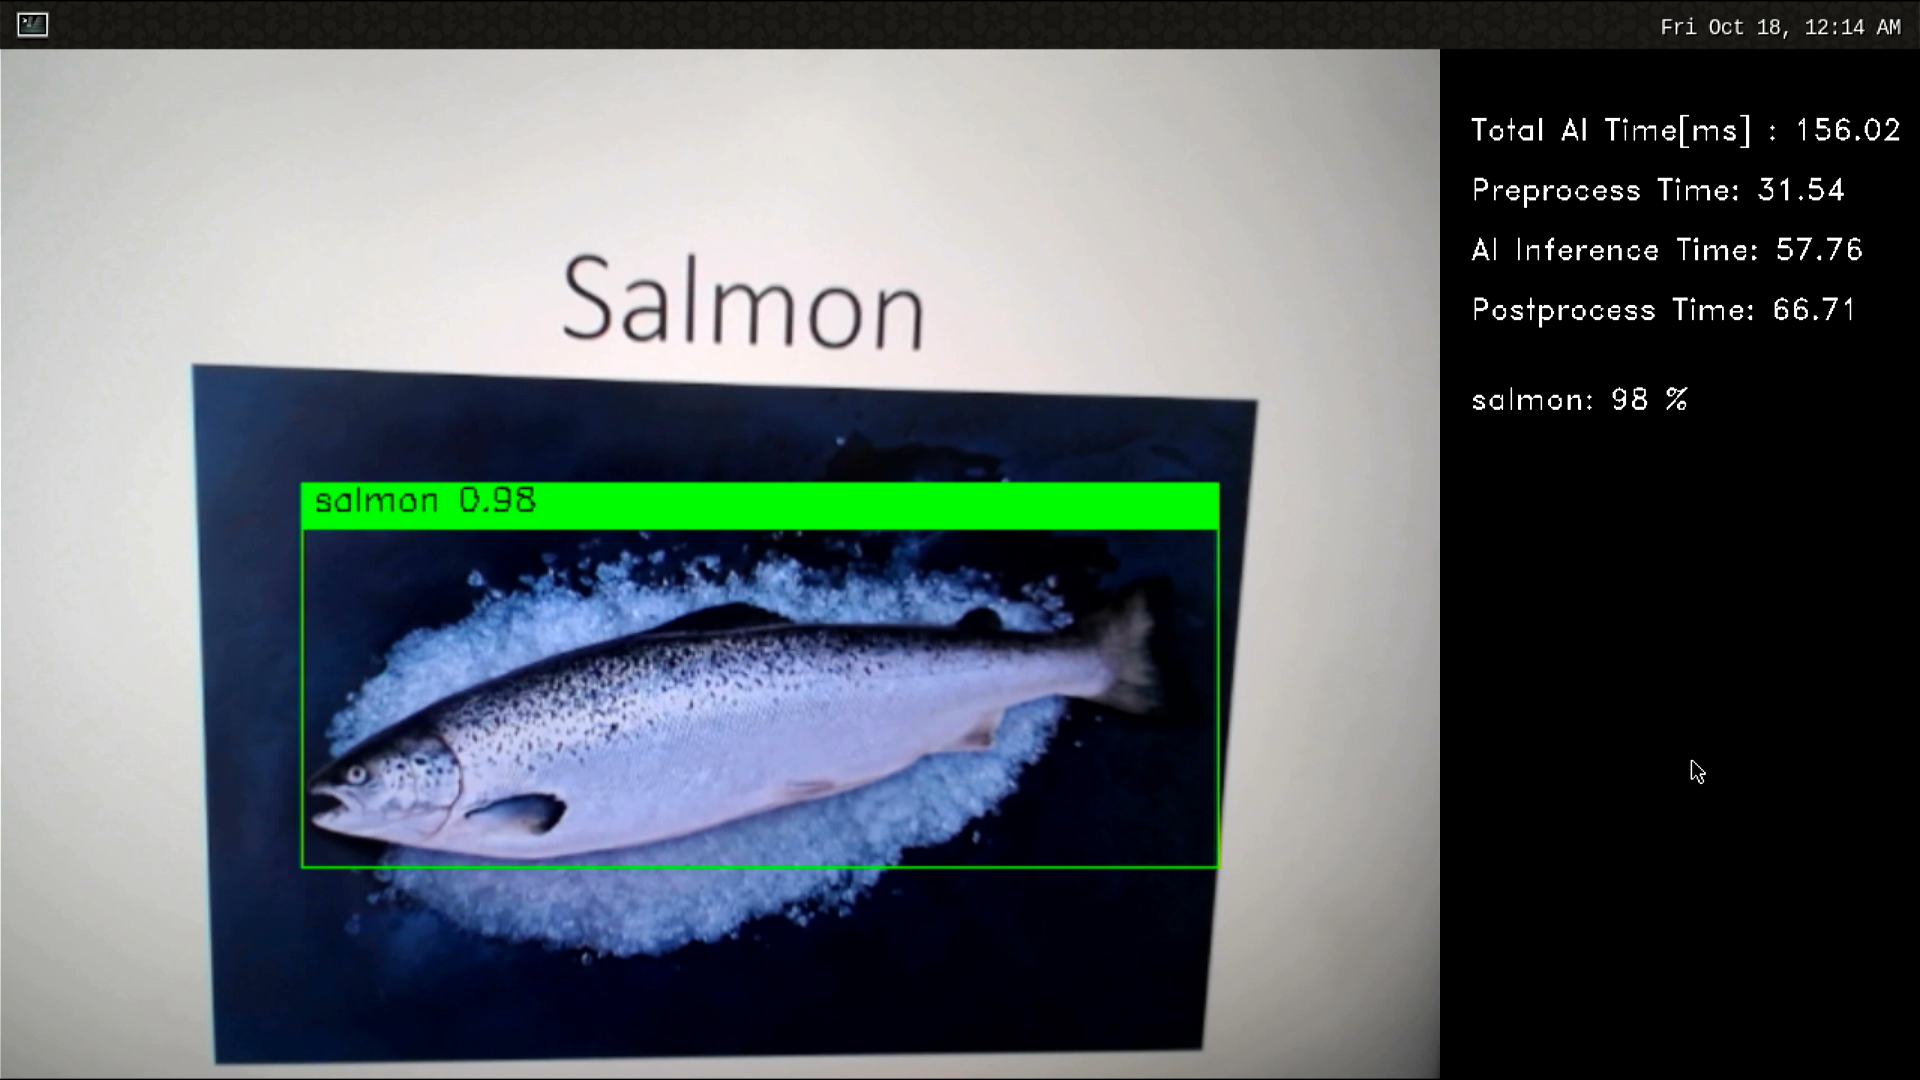 Fri Oct 18, 12:14 AM
Salmon
salmon 0.98
Total AI Time[ms] : 156.02
Preprocess Time: 31.54
AI Inference Time: 57.76
Postprocess Time: 66.71
salmon: 98 %